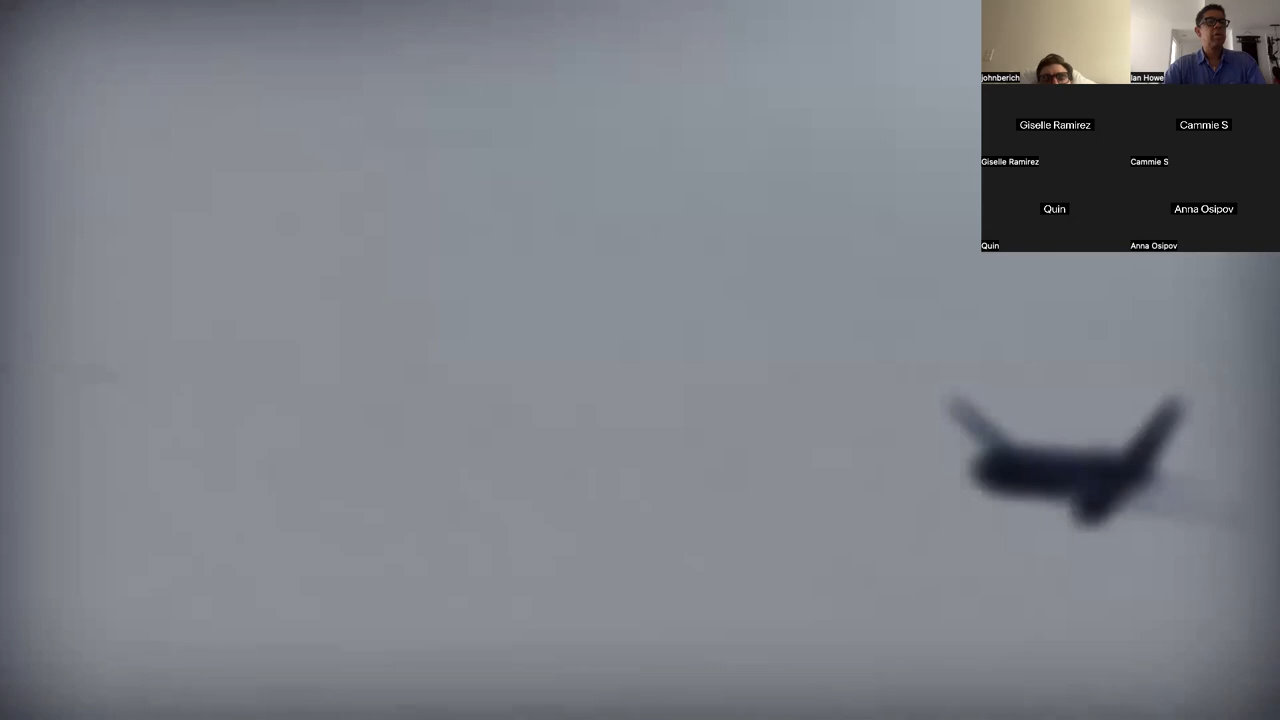 johnberich
Ian Howe
Giselle Ramirez
Cammie S
Giselle Ramirez
Cammie S
Quin
Anna Osipov
Quin
Anna Osipov